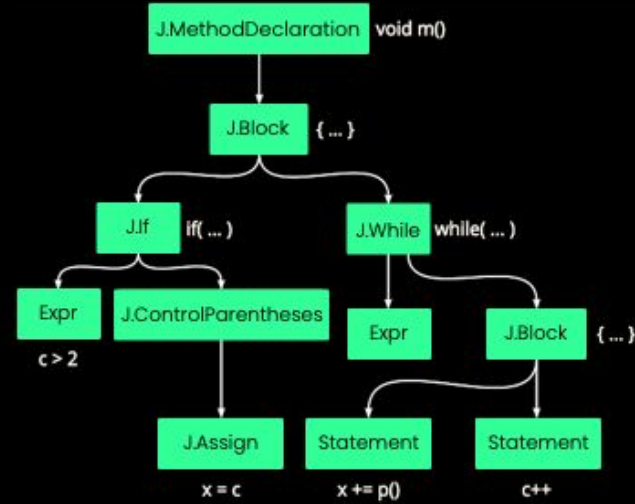 J.MethodDeclaration void m()
J.Block { ... }
J.If if( ... )
J.While while( ... )
Expr
J.ControlParentheses
Expr
J.Block { ... }
c > 2
J.Assign
Statement
Statement
x = c
x += p()
c++